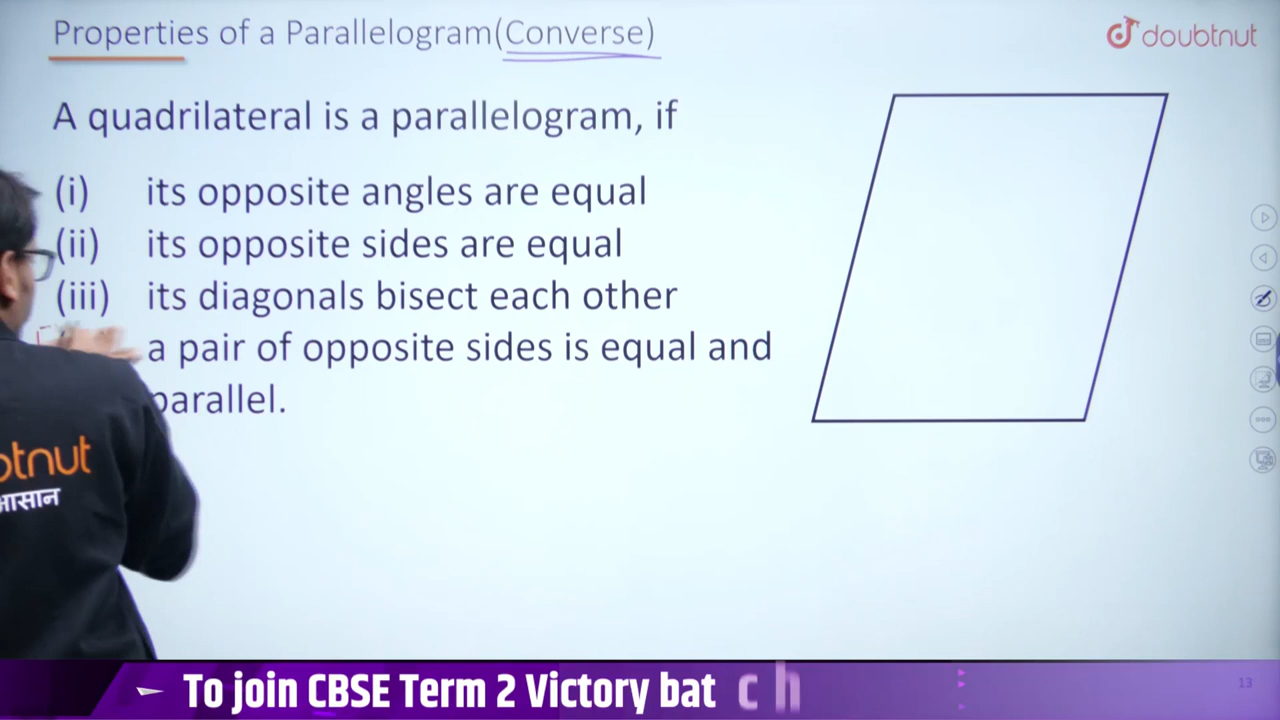 Properties of a Parallelogram(Converse)
doubtnut
A quadrilateral is a parallelogram, if
(i) its opposite angles are equal
(ii) its opposite sides are equal
(iii) its diagonals bisect each other
a pair of opposite sides is equal and
parallel.
otnut
आसान
To join CBSE Term 2 Victory bat c h
13